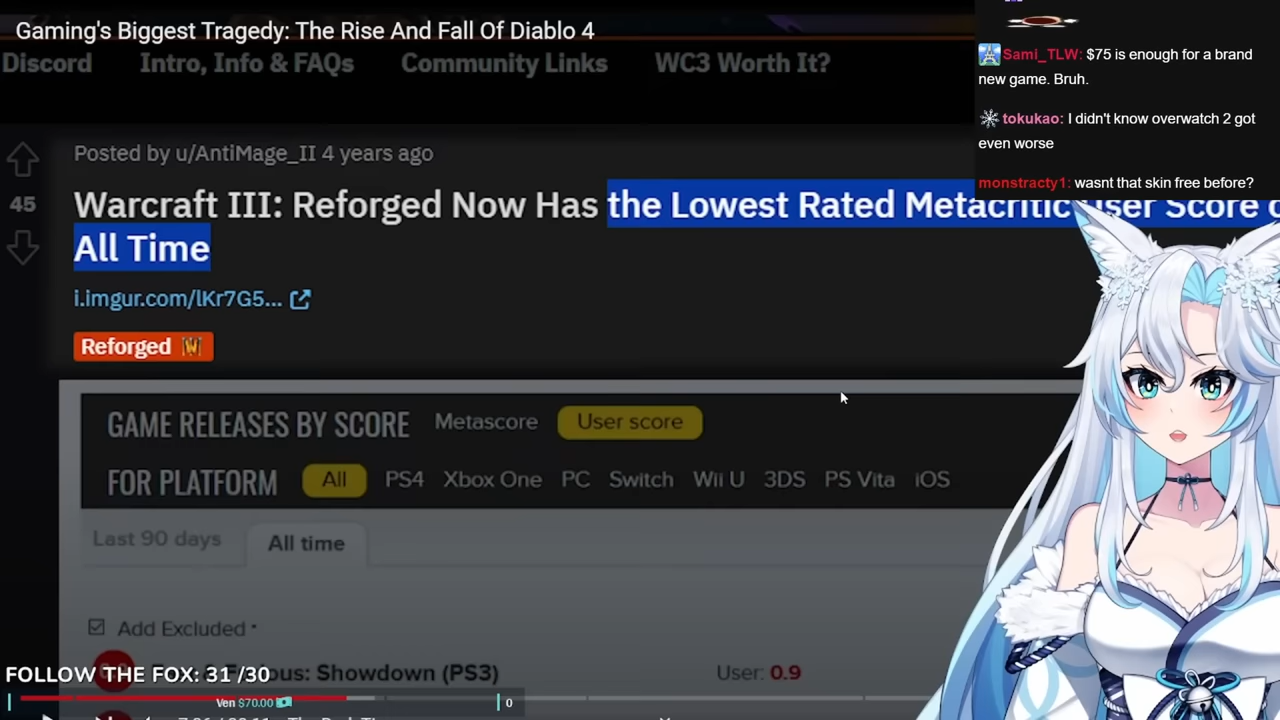 Gaming's Biggest Tragedy: The Rise And Fall Of Diablo 4
Discord Intro, Info & FAQs Community Links WC3 Worth It?
Sami_TLW: $75 is enough for a brand
new game. Bruh.
tokukao: I didn't know overwatch 2 got
even worse
monstracty1: wasnt that skin free before?
Posted by u/AntiMage_II 4 years ago
45
Warcraft III: Reforged Now Has the Lowest Rated Metacritic User Score
All Time
i.imgur.com/lKr7G5...
Reforged
GAME RELEASES BY SCORE Metascore User score
FOR PLATFORM All PS4 Xbox One PC Switch Wii U 3DS PS Vita iOS
Last 90 days All time
Add Excluded
Showdown (PS3) User: 0.9
FOLLOW THE FOX: 31 /30
Ven $70.00 0